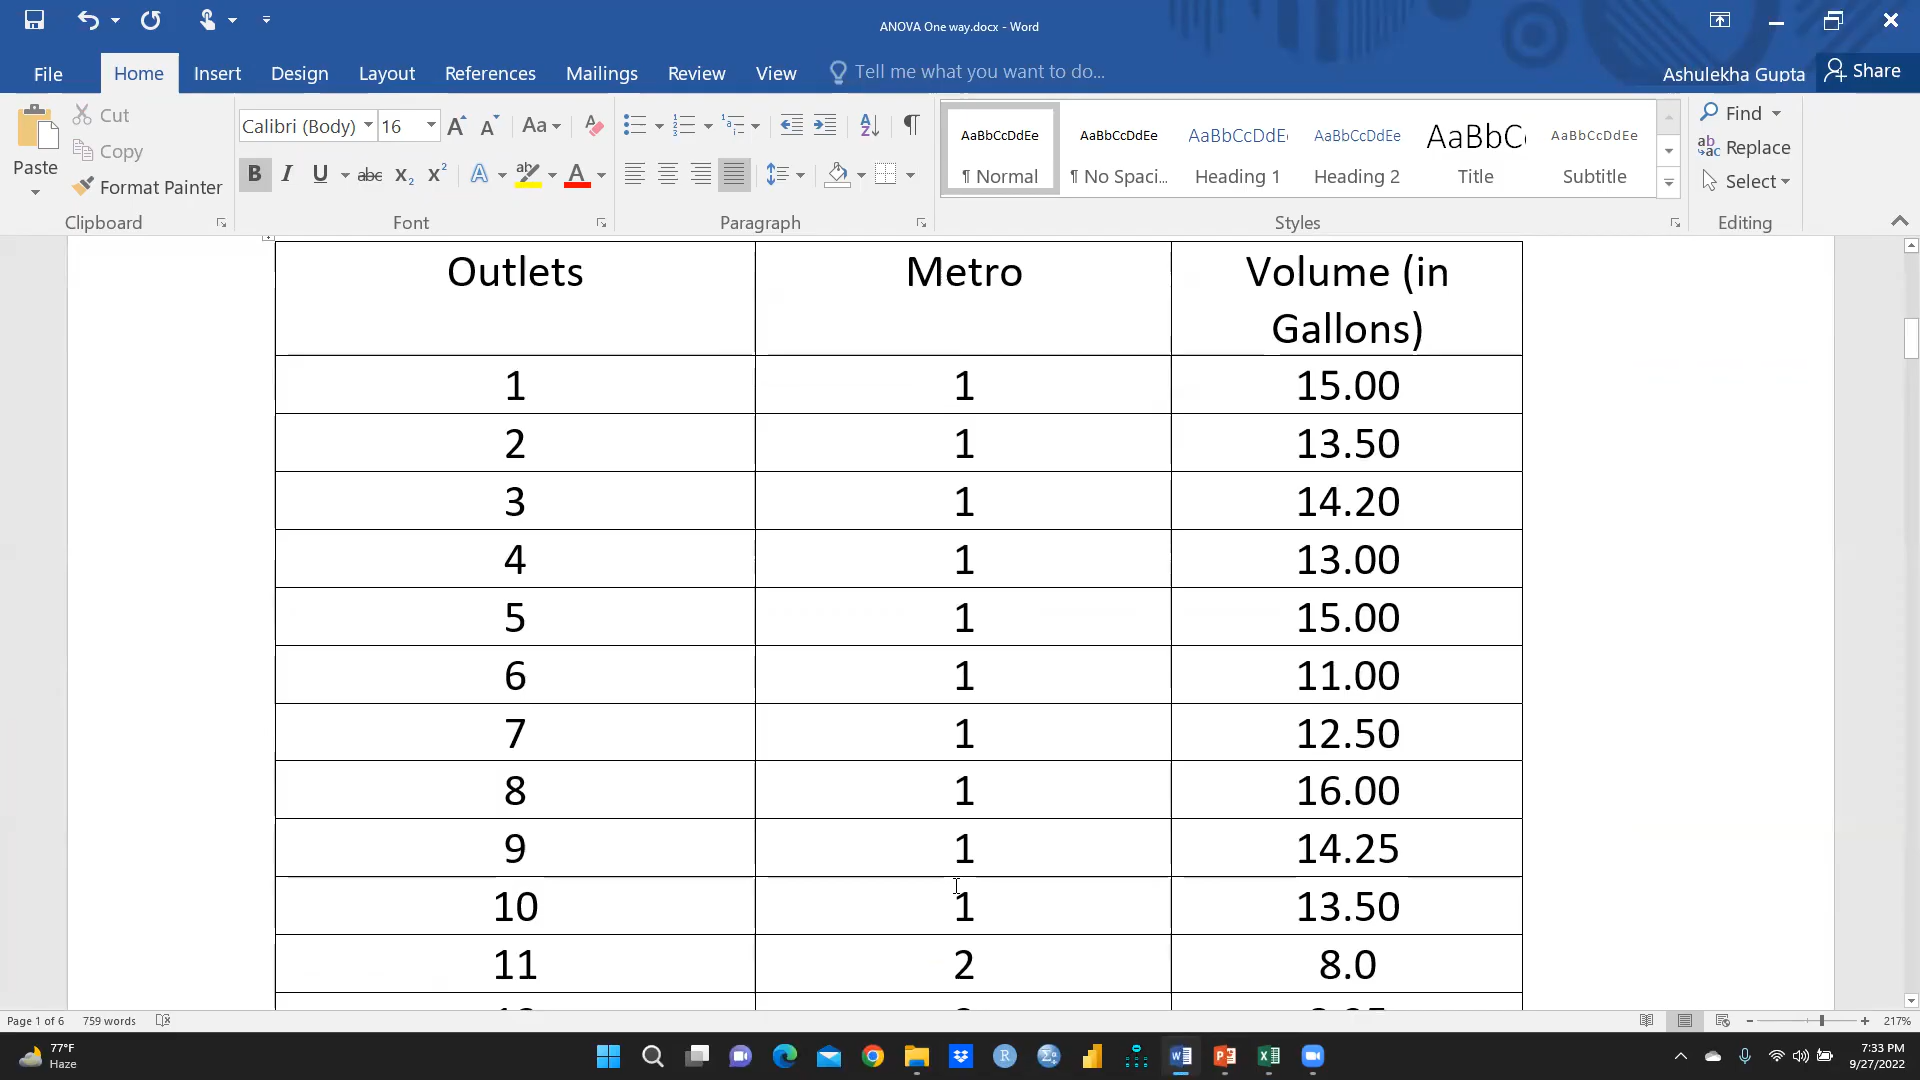 ANOVA One way.docx - Word
File Home Insert Design Layout References Mailings Review View Tell me what you want to do... Ashulekha Gupta Share
Paste
Cut
Copy
Format Painter
Clipboard
Calibri (Body) 16
Font
Paragraph
AaBbCcDdEe AaBbCcDdEe AaBbCcDdE AaBbCcDdEe AaBbC AaBbCcDdEe
¶ Normal ¶ No Spaci... Heading 1 Heading 2 Title Subtitle
Styles
Find
Replace
Select
Editing
Outlets Metro Volume (in
Gallons)
1 1 15.00
2 1 13.50
3 1 14.20
4 1 13.00
5 1 15.00
6 1 11.00
7 1 12.50
8 1 16.00
9 1 14.25
10 1 13.50
11 2 8.0
Page 1 of 6 759 words 217%
77°F
Haze
7:33 PM
9/27/2022